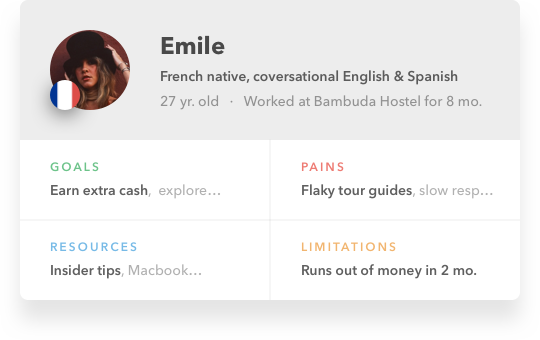 Emile
French native, coversational English & Spanish
27 yr. old · Worked at Bambuda Hostel for 8 mo.
GOALS
Earn extra cash, explore...
PAINS
Flaky tour guides, slow resp...
RESOURCES
Insider tips, Macbook...
LIMITATIONS
Runs out of money in 2 mo.